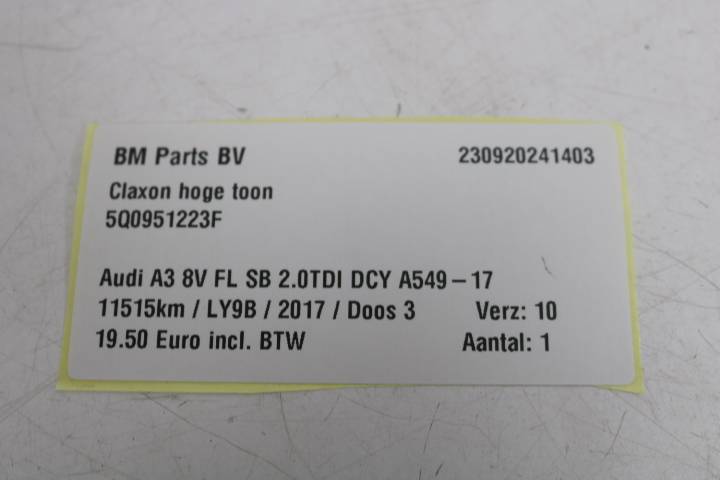 BM Parts BV 230920241403
Claxon hoge toon
5Q0951223F
Audi A3 8V FL SB 2.0TDI DCY A549-17
11515km / LY9B / 2017 / Doos 3 Verz: 10
19.50 Euro incl. BTW Aantal: 1